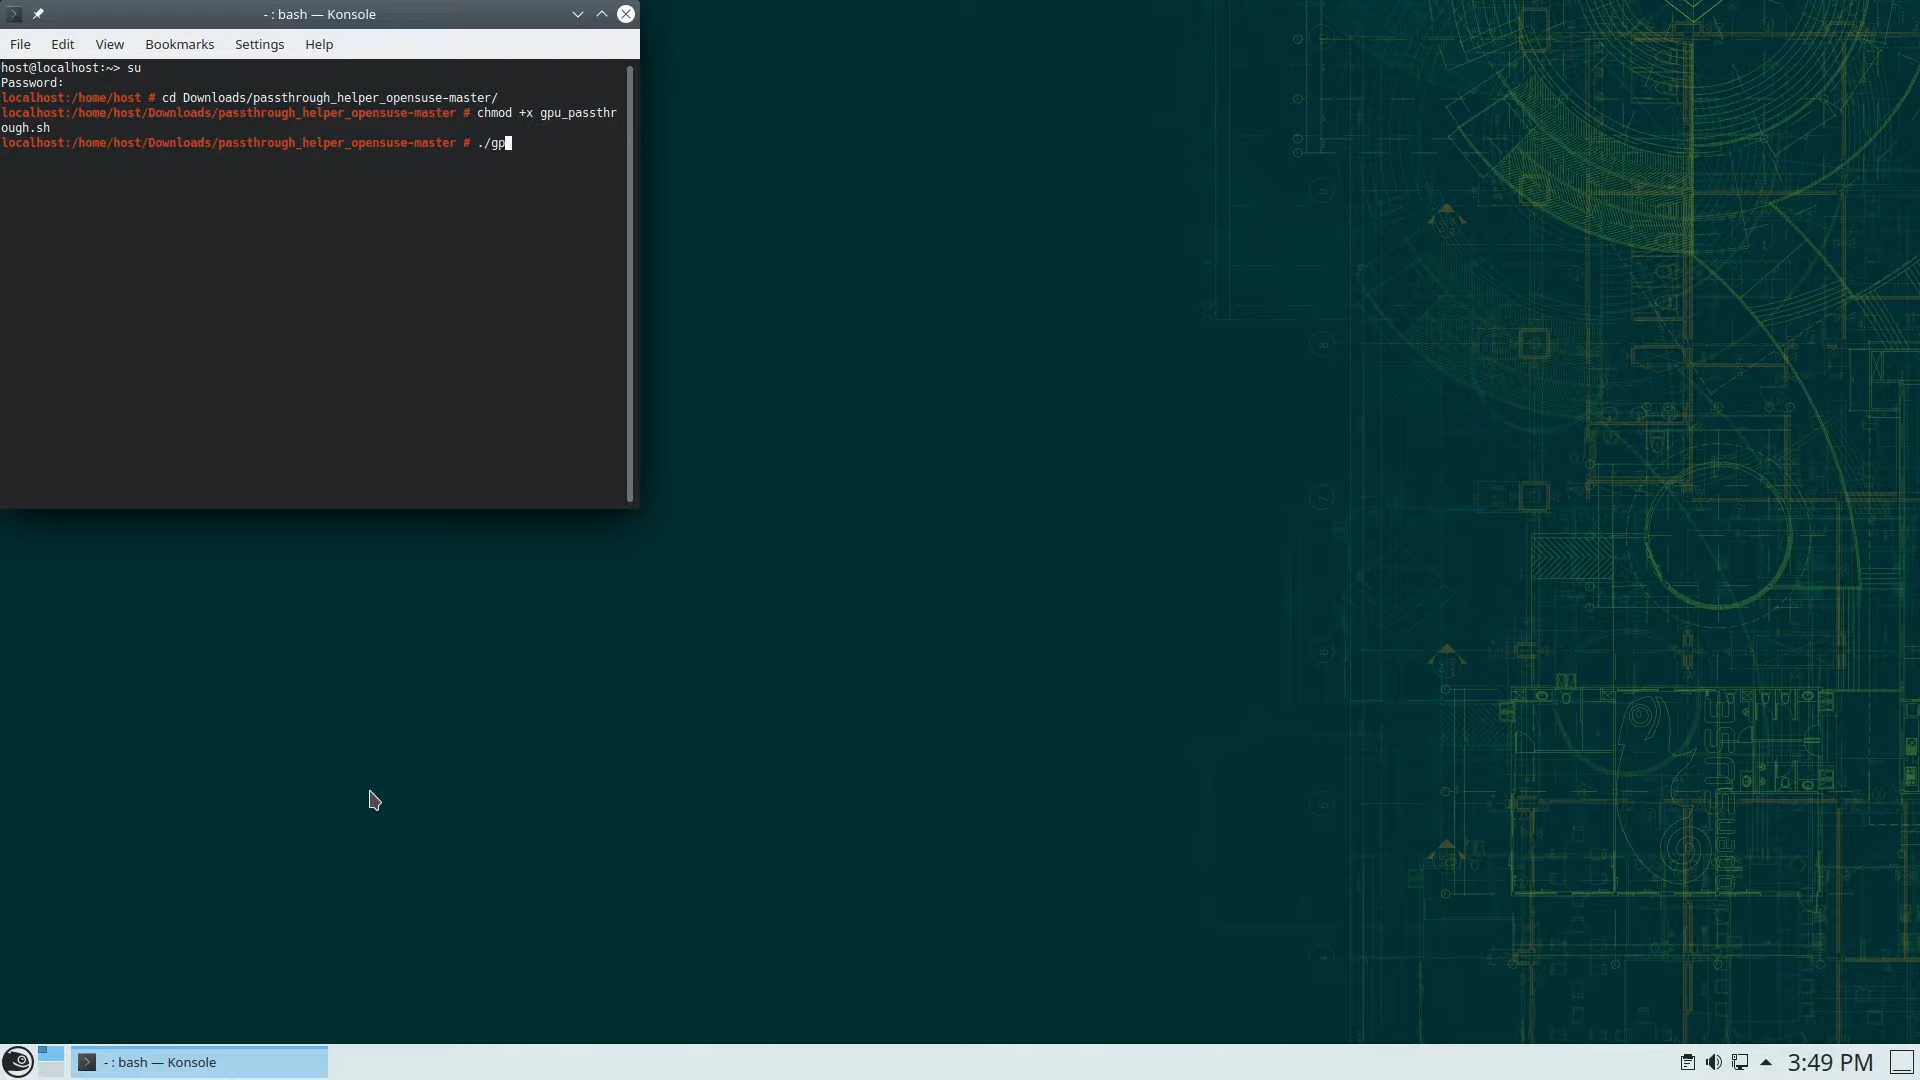 - : bash — Konsole
File Edit View Bookmarks Settings Help
host@localhost:~> su
Password:
localhost:/home/host # cd Downloads/passthrough_helper_opensuse-master/
localhost:/home/host/Downloads/passthrough_helper_opensuse-master # chmod +x gpu_passthr
ough.sh
localhost:/home/host/Downloads/passthrough_helper_opensuse-master # ./gp
openSUSE
- : bash — Konsole
3:49 PM